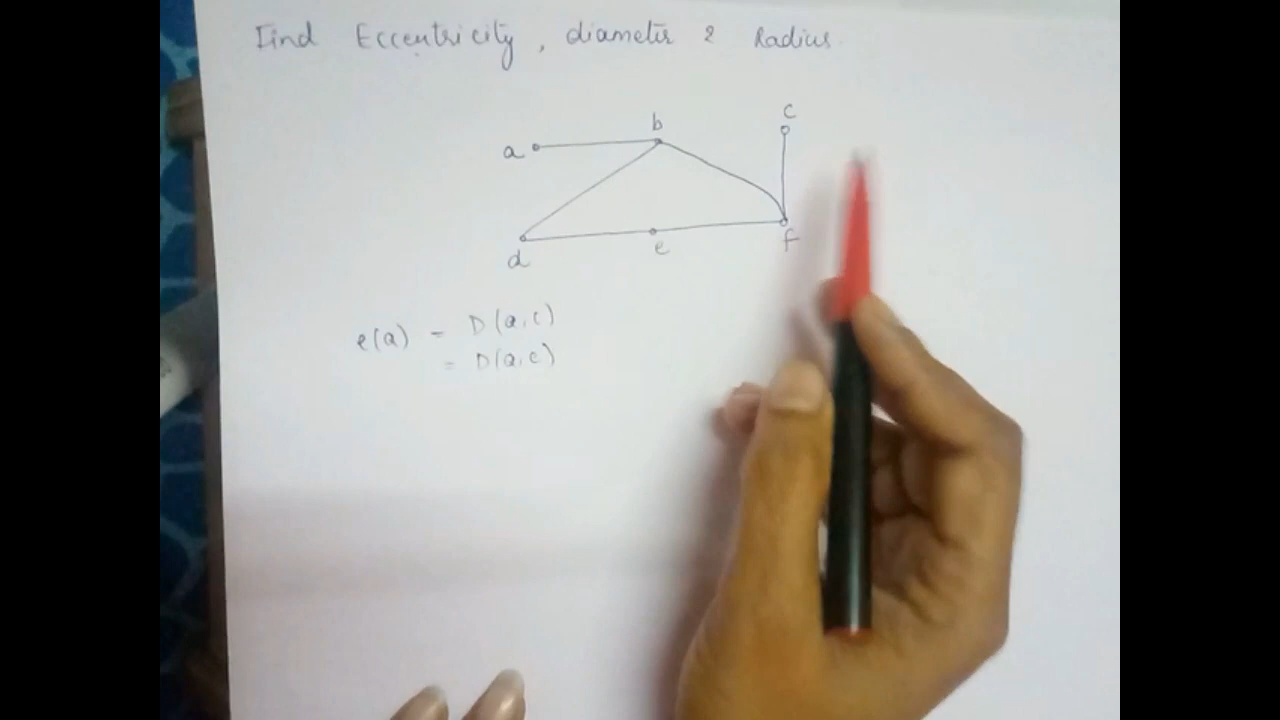 Find Eccentricity, diameter & Radius.
a
b
c
d
e
f
e(a) = D(a,c)
= D(a,e)